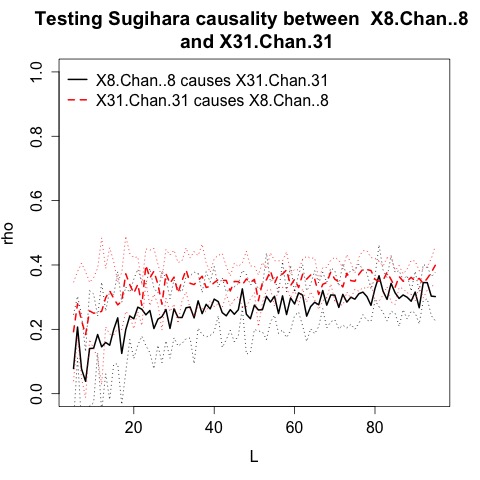 Testing Sugihara causality between  X8.Chan..8
and X31.Chan.31
X8.Chan..8 causes X31.Chan.31
X31.Chan.31 causes X8.Chan..8
rho
1.0
0.8
0.6
0.4
0.2
0.0
20 40 60 80
L